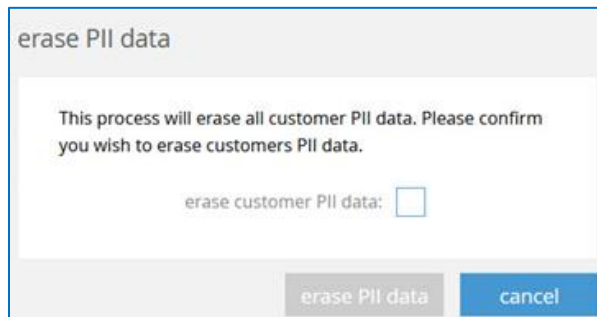 erase PII data
This process will erase all customer PII data. Please confirm
you wish to erase customers PII data.
erase customer PII data:
erase PII data cancel